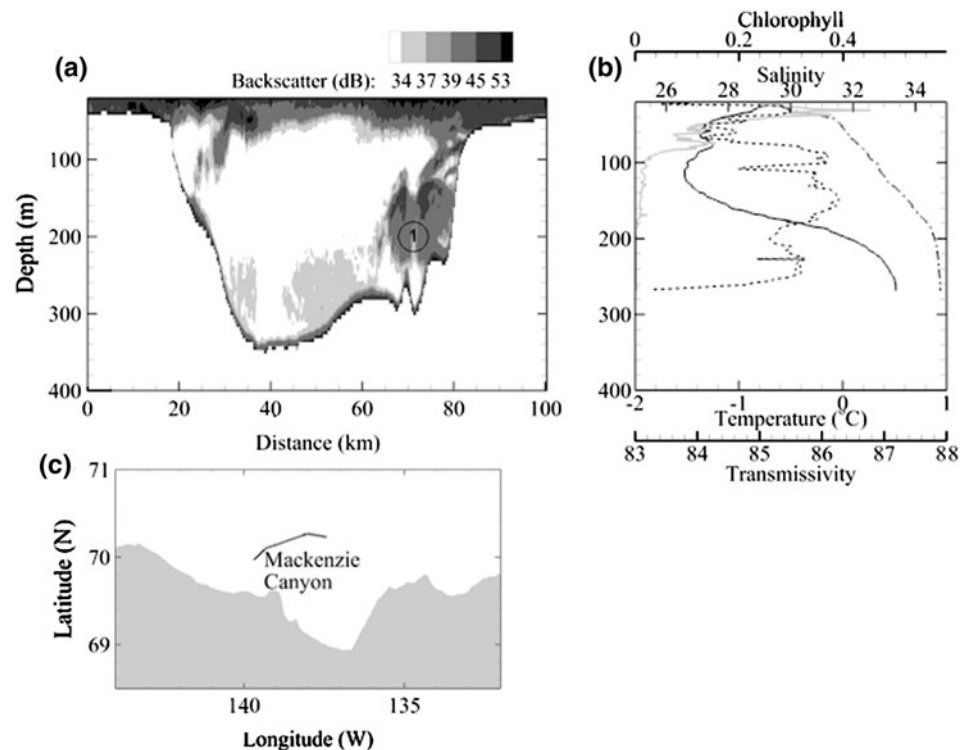 (a)
Backscatter (dB): 34 37 39 45 53
Depth (m)
100
200
300
400
1
0 20 40 60 80 100
Distance (km)
(b)
Chlorophyll
0 0.2 0.4
Salinity
26 28 30 32 34
100
200
300
400
-2 -1 0 1
Temperature (°C)
83 84 85 86 87 88
Transmissivity
(c)
Latitude (N)
71
70
69
Mackenzie
Canyon
140 135
Longitude (W)